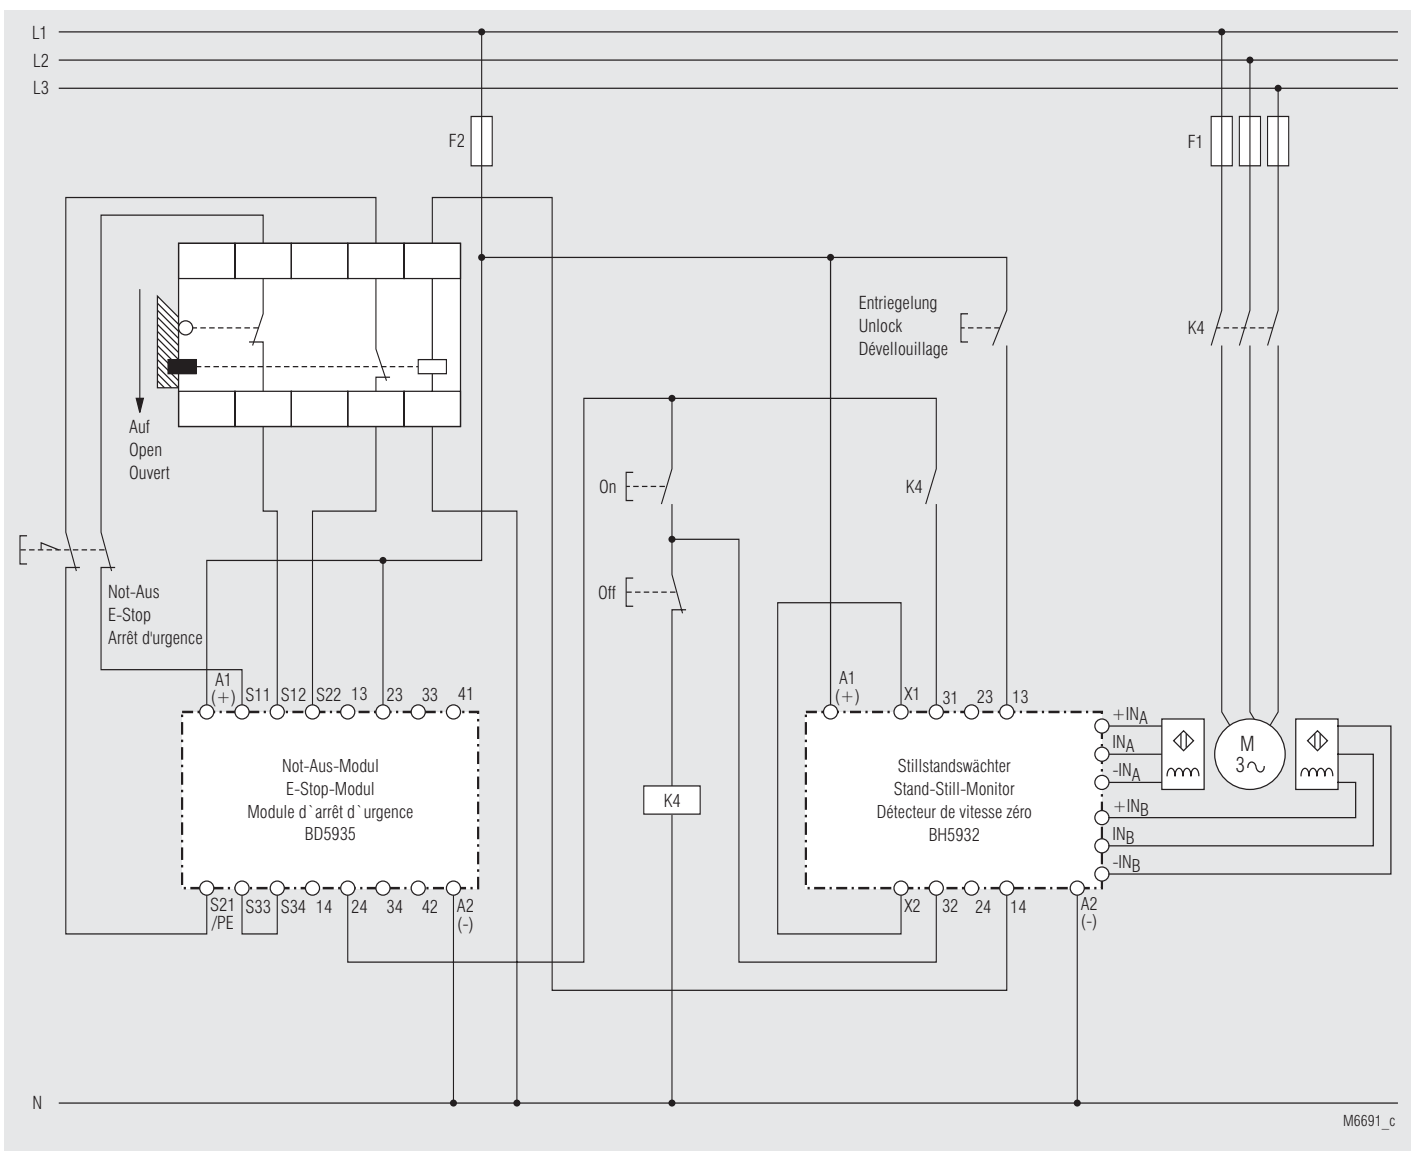 L1
L2
L3
F2
F1
Entriegelung
Unlock
Dévellouillage
K4
Auf
Open
Ouvert
On
K4
Off
Not-Aus
E-Stop
Arrêt d'urgence
A1
(+)
S11
S12
S22
13
23
33
41
A1
(+)
X1
31
23
13
Not-Aus-Modul
E-Stop-Modul
Module d`arrêt d`urgence
BD5935
K4
Stillstandswächter
Stand-Still-Monitor
Détecteur de vitesse zéro
BH5932
+INA
INA
-INA
+INB
INB
-INB
M
3~
S21
/PE
S33
S34
14
24
34
42
A2
(-)
X2
32
24
14
A2
(-)
N
M6691_c